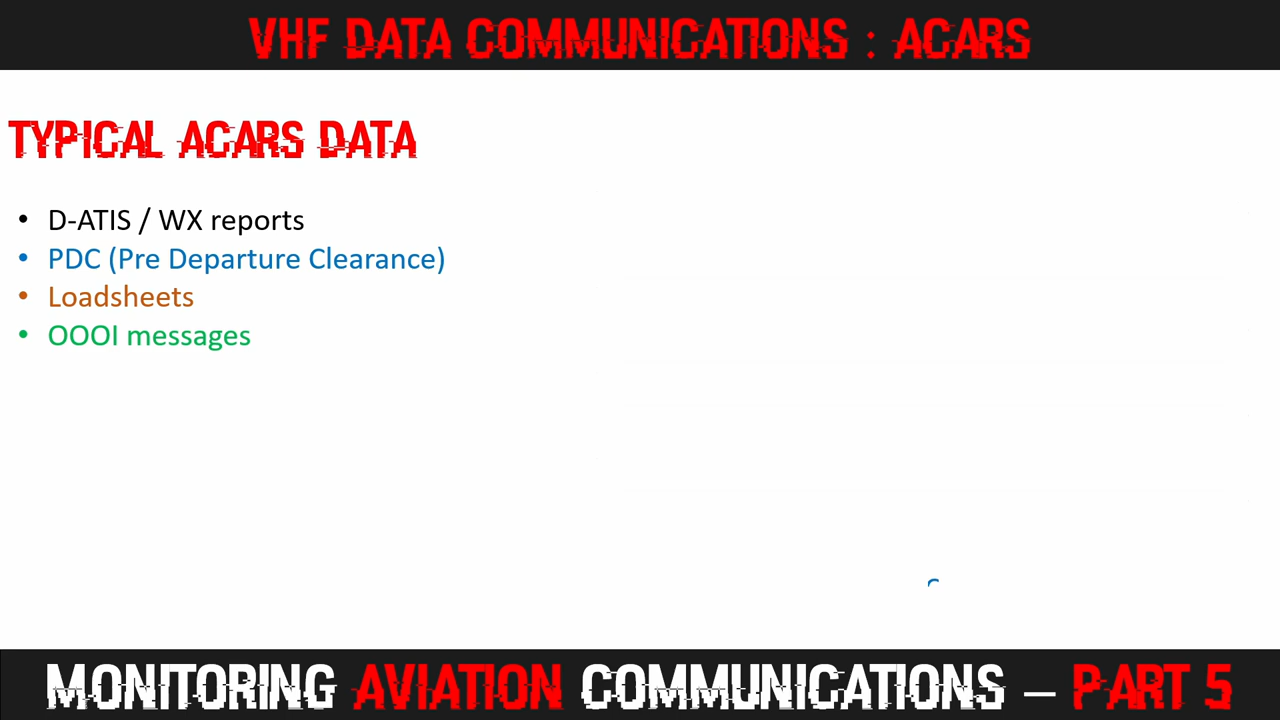 VHF DATA COMMUNICATIONS : ACARS
TYPICAL ACARS DATA
• D-ATIS / WX reports
• PDC (Pre Departure Clearance)
• Loadsheets
• OOOI messages
MONITORING AVIATION COMMUNICATIONS – PART 5